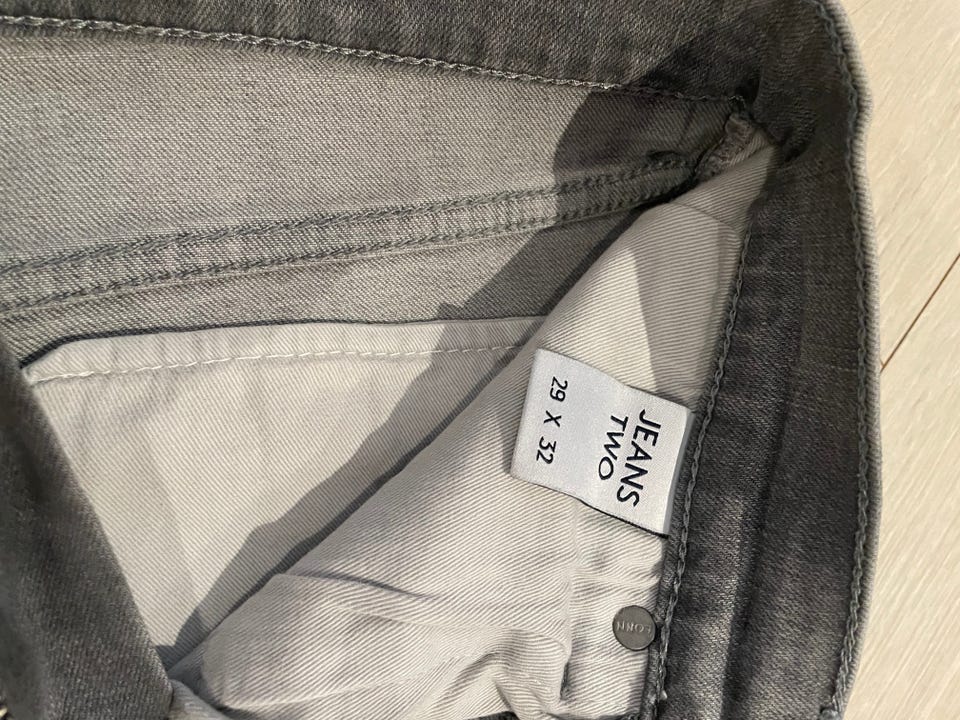 JEANS
TWO
29 X 32